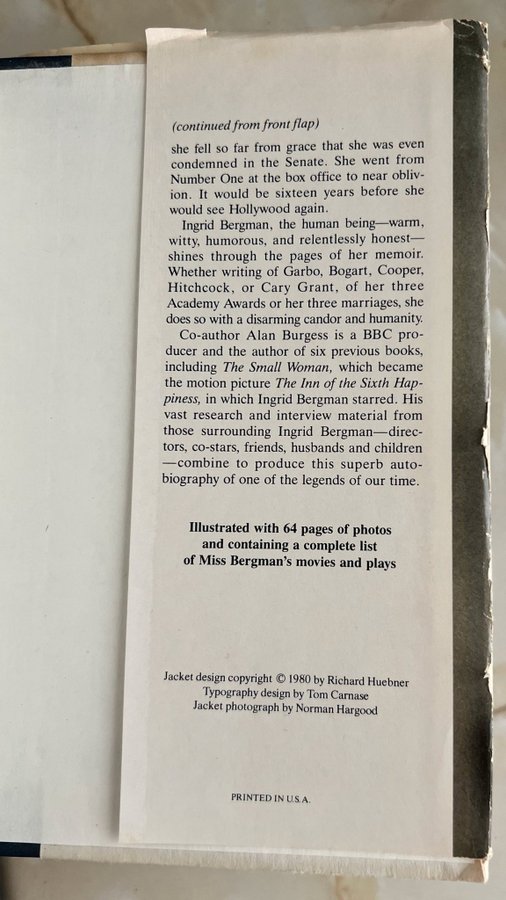 (continued from front flap)
she fell so far from grace that she was even
condemned in the Senate. She went from
Number One at the box office to near obliv-
ion. It would be sixteen years before she
would see Hollywood again.
Ingrid Bergman, the human being—warm,
witty, humorous, and relentlessly honest—
shines through the pages of her memoir.
Whether writing of Garbo, Bogart, Cooper,
Hitchcock, or Cary Grant, of her three
Academy Awards or her three marriages, she
does so with a disarming candor and humanity.
Co-author Alan Burgess is a BBC pro-
ducer and the author of six previous books,
including The Small Woman, which became
the motion picture The Inn of the Sixth Hap-
piness, in which Ingrid Bergman starred. His
vast research and interview material from
those surrounding Ingrid Bergman—direc-
tors, co-stars, friends, husbands and children
—combine to produce this superb auto-
biography of one of the legends of our time.
Illustrated with 64 pages of photos
and containing a complete list
of Miss Bergman's movies and plays
Jacket design copyright © 1980 by Richard Huebner
Typography design by Tom Carnase
Jacket photograph by Norman Hargood
PRINTED IN U.S.A.